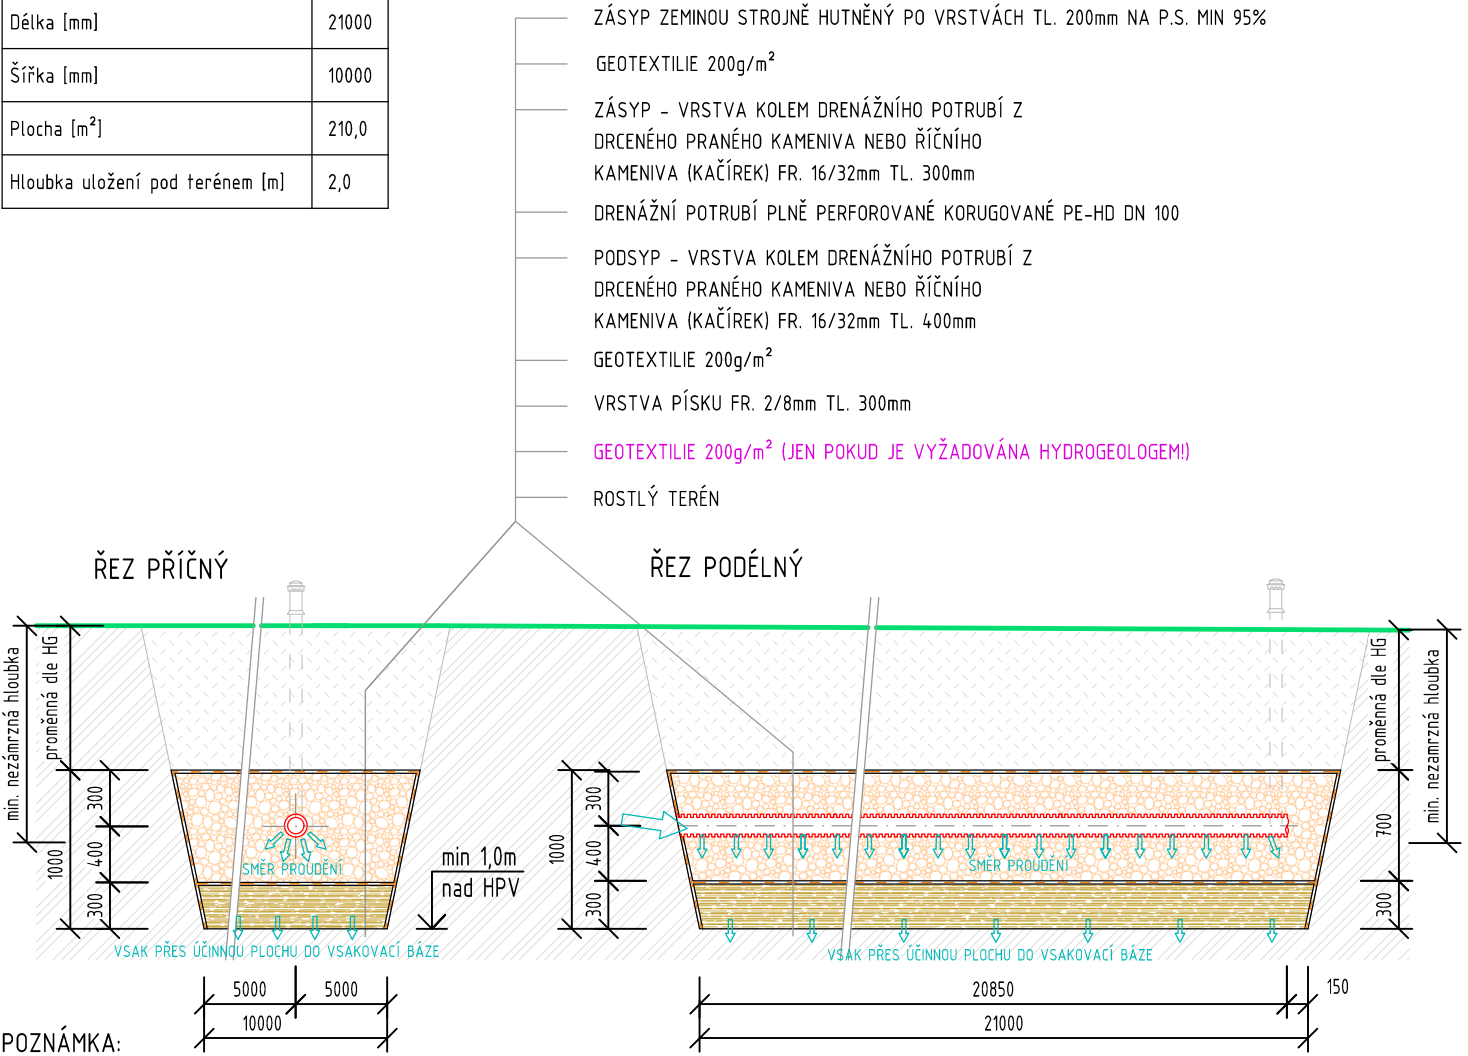 Délka [mm] 21000
Šířka [mm] 10000
Plocha [m²] 210,0
Hloubka uložení pod terénem [m] 2,0
ZÁSYP ZEMINOU STROJNĚ HUTNĚNÝ PO VRSTVÁCH TL. 200mm NA P.S. MIN 95%
GEOTEXTILIE 200g/m²
ZÁSYP - VRSTVA KOLEM DRENÁŽNÍHO POTRUBÍ Z
DRCENÉHO PRANÉHO KAMENIVA NEBO ŘÍČNÍHO
KAMENIVA (KAČÍREK) FR. 16/32mm TL. 300mm
DRENÁŽNÍ POTRUBÍ PLNĚ PERFOROVANÉ KORUGOVANÉ PE-HD DN 100
PODSYP - VRSTVA KOLEM DRENÁŽNÍHO POTRUBÍ Z
DRCENÉHO PRANÉHO KAMENIVA NEBO ŘÍČNÍHO
KAMENIVA (KAČÍREK) FR. 16/32mm TL. 400mm
GEOTEXTILIE 200g/m²
VRSTVA PÍSKU FR. 2/8mm TL. 300mm
GEOTEXTILIE 200g/m² (JEN POKUD JE VYŽADOVÁNA HYDROGEOLOGEM!)
ROSTLÝ TERÉN
ŘEZ PŘÍČNÝ
min. nezámrzná hloubka
proměnná dle HG
1000
300
400
300
SMĚR PROUDĚNÍ
min 1,0m
nad HPV
VSAK PŘES ÚČINNOU PLOCHU DO VSAKOVACÍ BÁZE
5000
5000
10000
ŘEZ PODÉLNÝ
1000
300
400
300
SMĚR PROUDĚNÍ
proměnná dle HG
min. nezamrzná hloubka
700
300
VSAK PŘES ÚČINNOU PLOCHU DO VSAKOVACÍ BÁZE
20850
150
21000
POZNÁMKA: